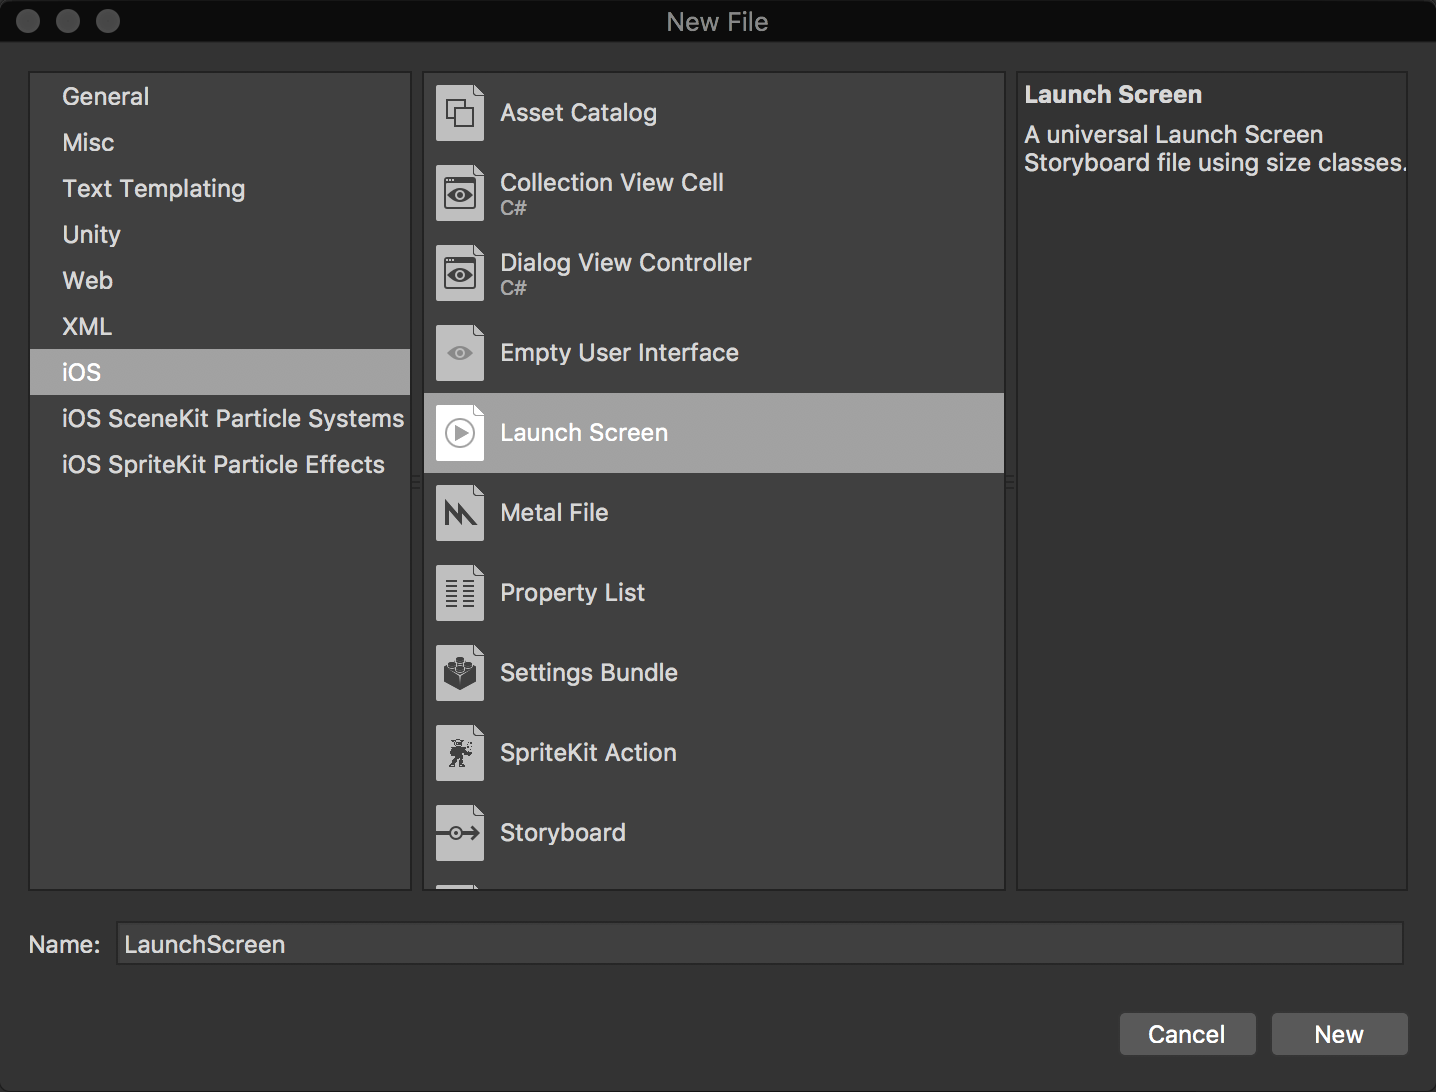 New File
General
Misc
Text Templating
Unity
Web
XML
iOS
iOS SceneKit Particle Systems
iOS SpriteKit Particle Effects
Asset Catalog
Collection View Cell
C#
Dialog View Controller
C#
Empty User Interface
Launch Screen
Metal File
Property List
Settings Bundle
SpriteKit Action
Storyboard
Launch Screen
A universal Launch Screen
Storyboard file using size classes.
Name:
LaunchScreen
Cancel
New